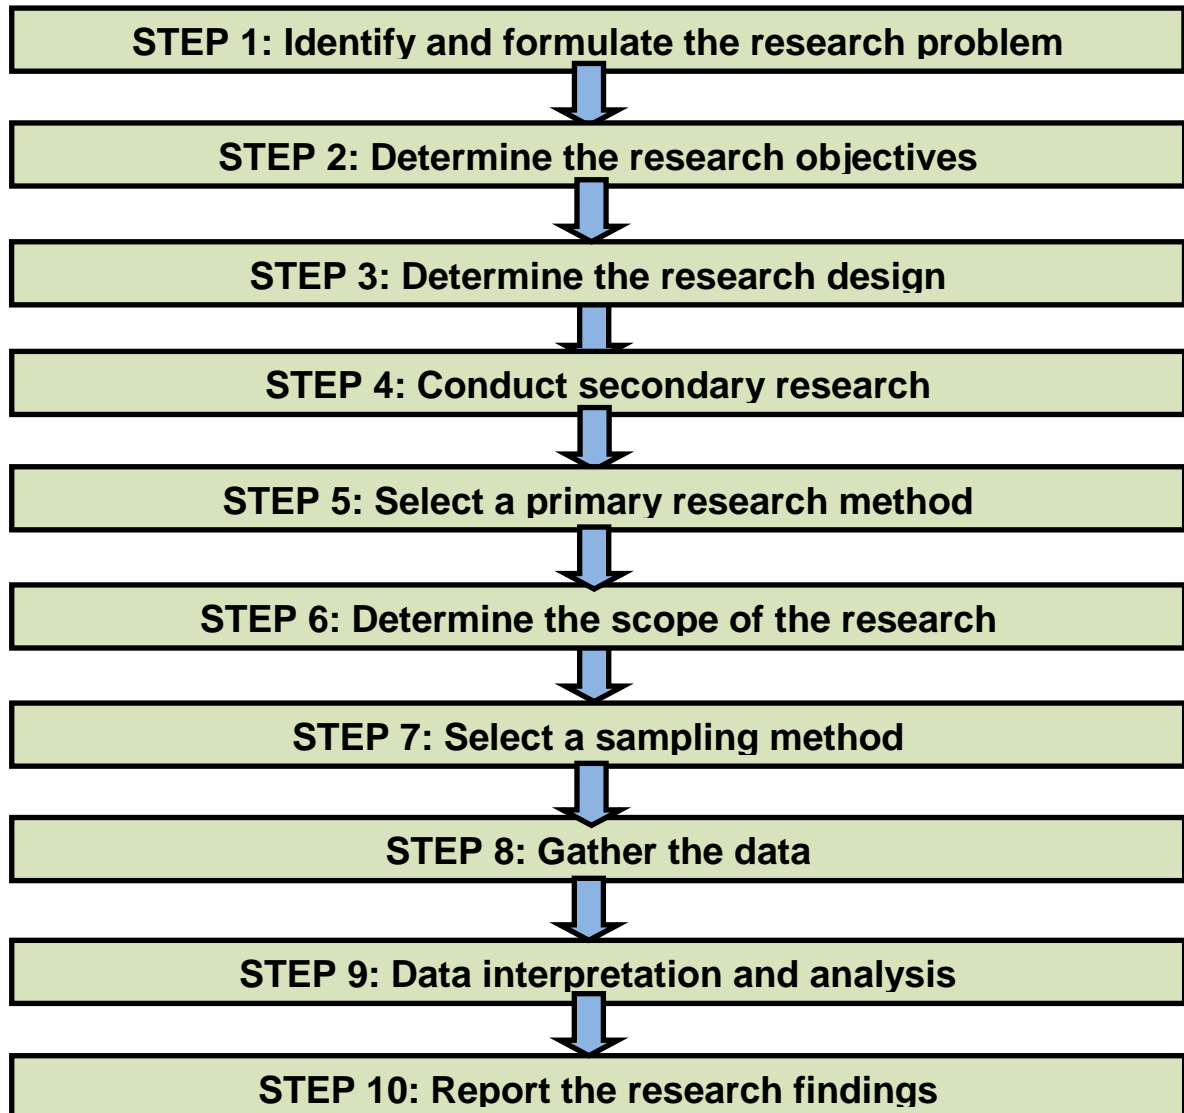 STEP 1: Identify and formulate the research problem
STEP 2: Determine the research objectives
STEP 3: Determine the research design
STEP 4: Conduct secondary research
STEP 5: Select a primary research method
STEP 6: Determine the scope of the research
STEP 7: Select a sampling method
STEP 8: Gather the data
STEP 9: Data interpretation and analysis
STEP 10: Report the research findings